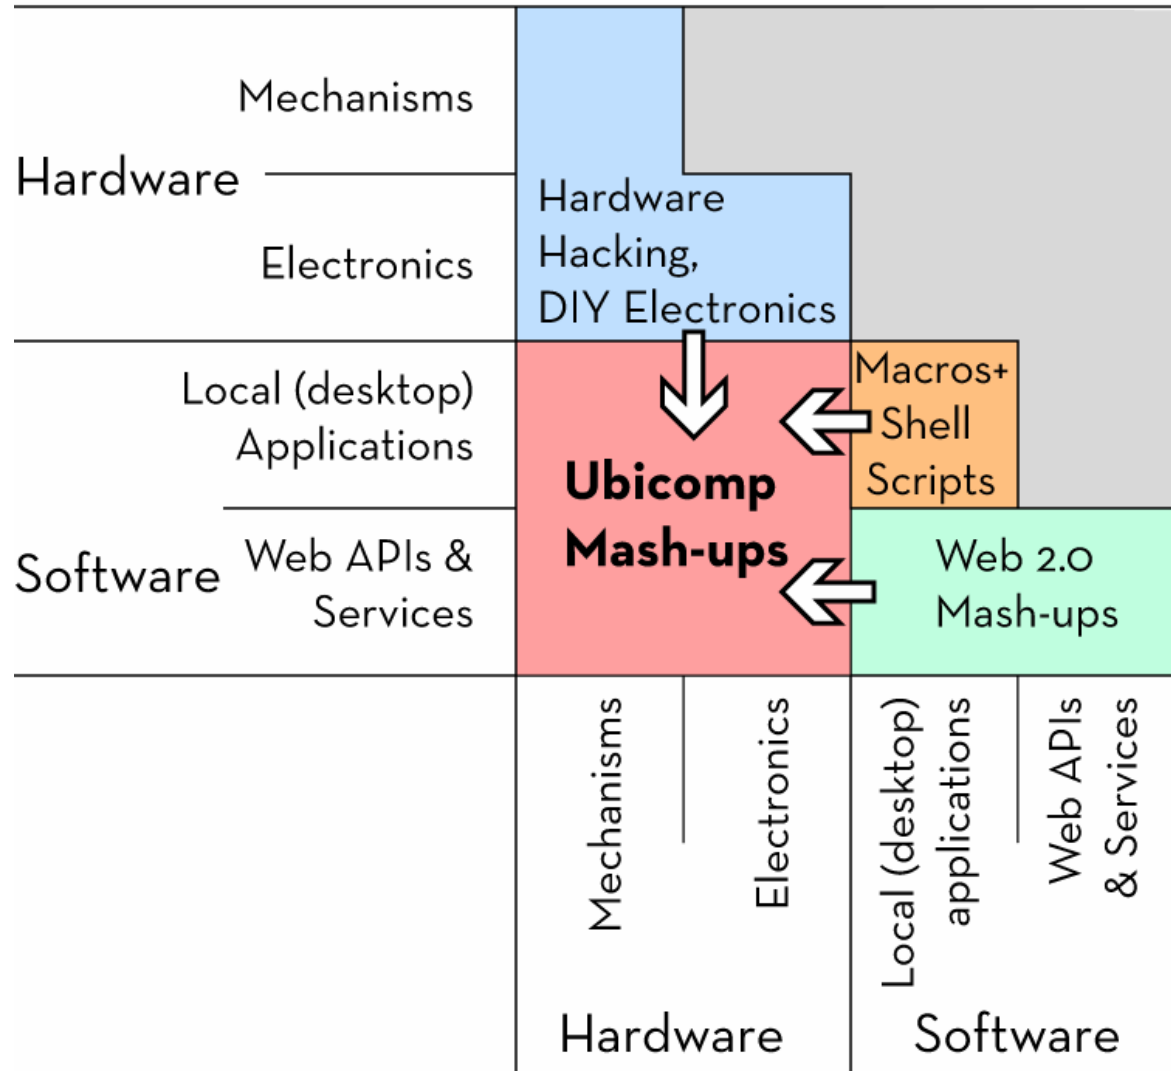 Mechanisms
Hardware
Electronics
Hardware
Hacking,
DIY Electronics
Local (desktop)
Applications
Macros+
Shell
Scripts
Ubicomp
Mash-ups
Software
Web APIs &
Services
Web 2.0
Mash-ups
Mechanisms
Electronics
Local (desktop)
applications
Web APIs
& Services
Hardware
Software